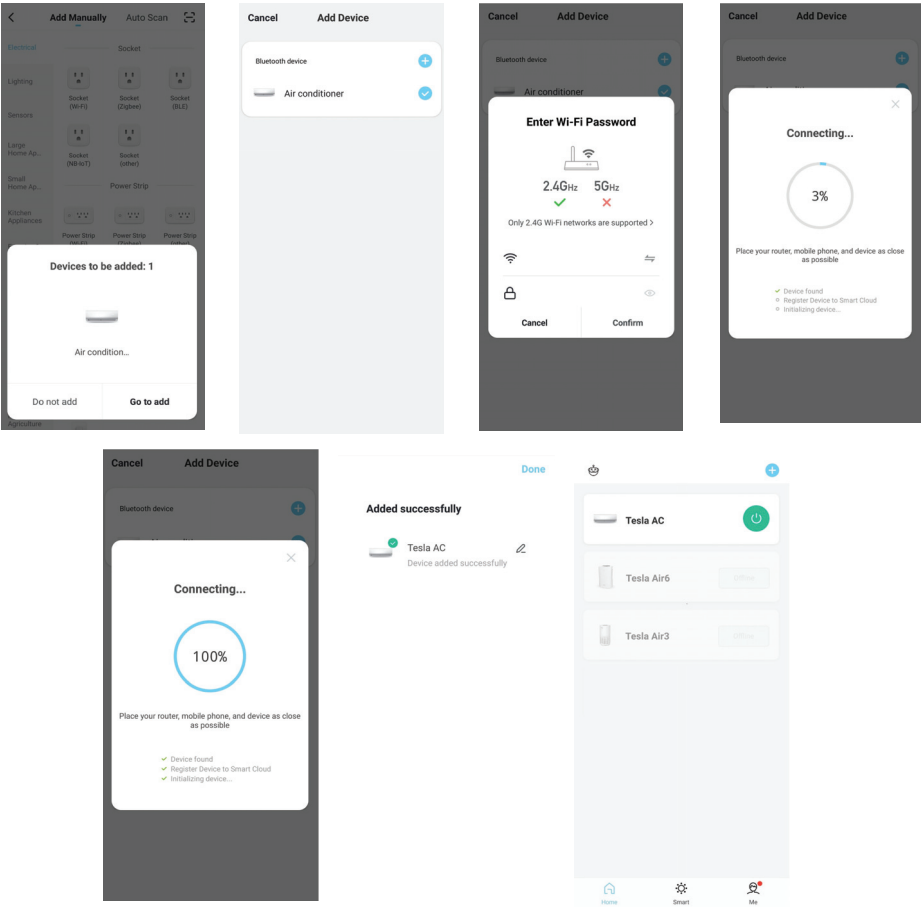 Add Manually
Auto Scan
Electrical
Socket
Lighting
Socket
(Wi-Fi)
Socket
(Zigbee)
Socket
(BLE)
Sensors
Large
Home Ap...
Socket
(NB-IoT)
Socket
(other)
Small
Home Ap...
Power Strip
Kitchen
Appliances
Power Strip
(Wi-Fi)
Power Strip
(Zigbee)
Power Strip
(other)
Devices to be added: 1
Air condition...
Do not add
Go to add
Agriculture
Cancel
Add Device
Bluetooth device
Air conditioner
Cancel
Add Device
Bluetooth device
Air conditioner
Enter Wi-Fi Password
2.4GHz
5GHz
Only 2.4G Wi-Fi networks are supported >
Cancel
Confirm
Cancel
Add Device
Bluetooth device
Connecting...
3%
Place your router, mobile phone, and device as close
as possible
Device found
Register Device to Smart Cloud
Initializing device...
Cancel
Add Device
Bluetooth device
Connecting...
100%
Place your router, mobile phone, and device as close
as possible
Device found
Register Device to Smart Cloud
Initializing device...
Done
Added successfully
Tesla AC
Device added successfully
Tesla AC
Tesla Air6
Offline
Tesla Air3
Offline
Home
Smart
Me